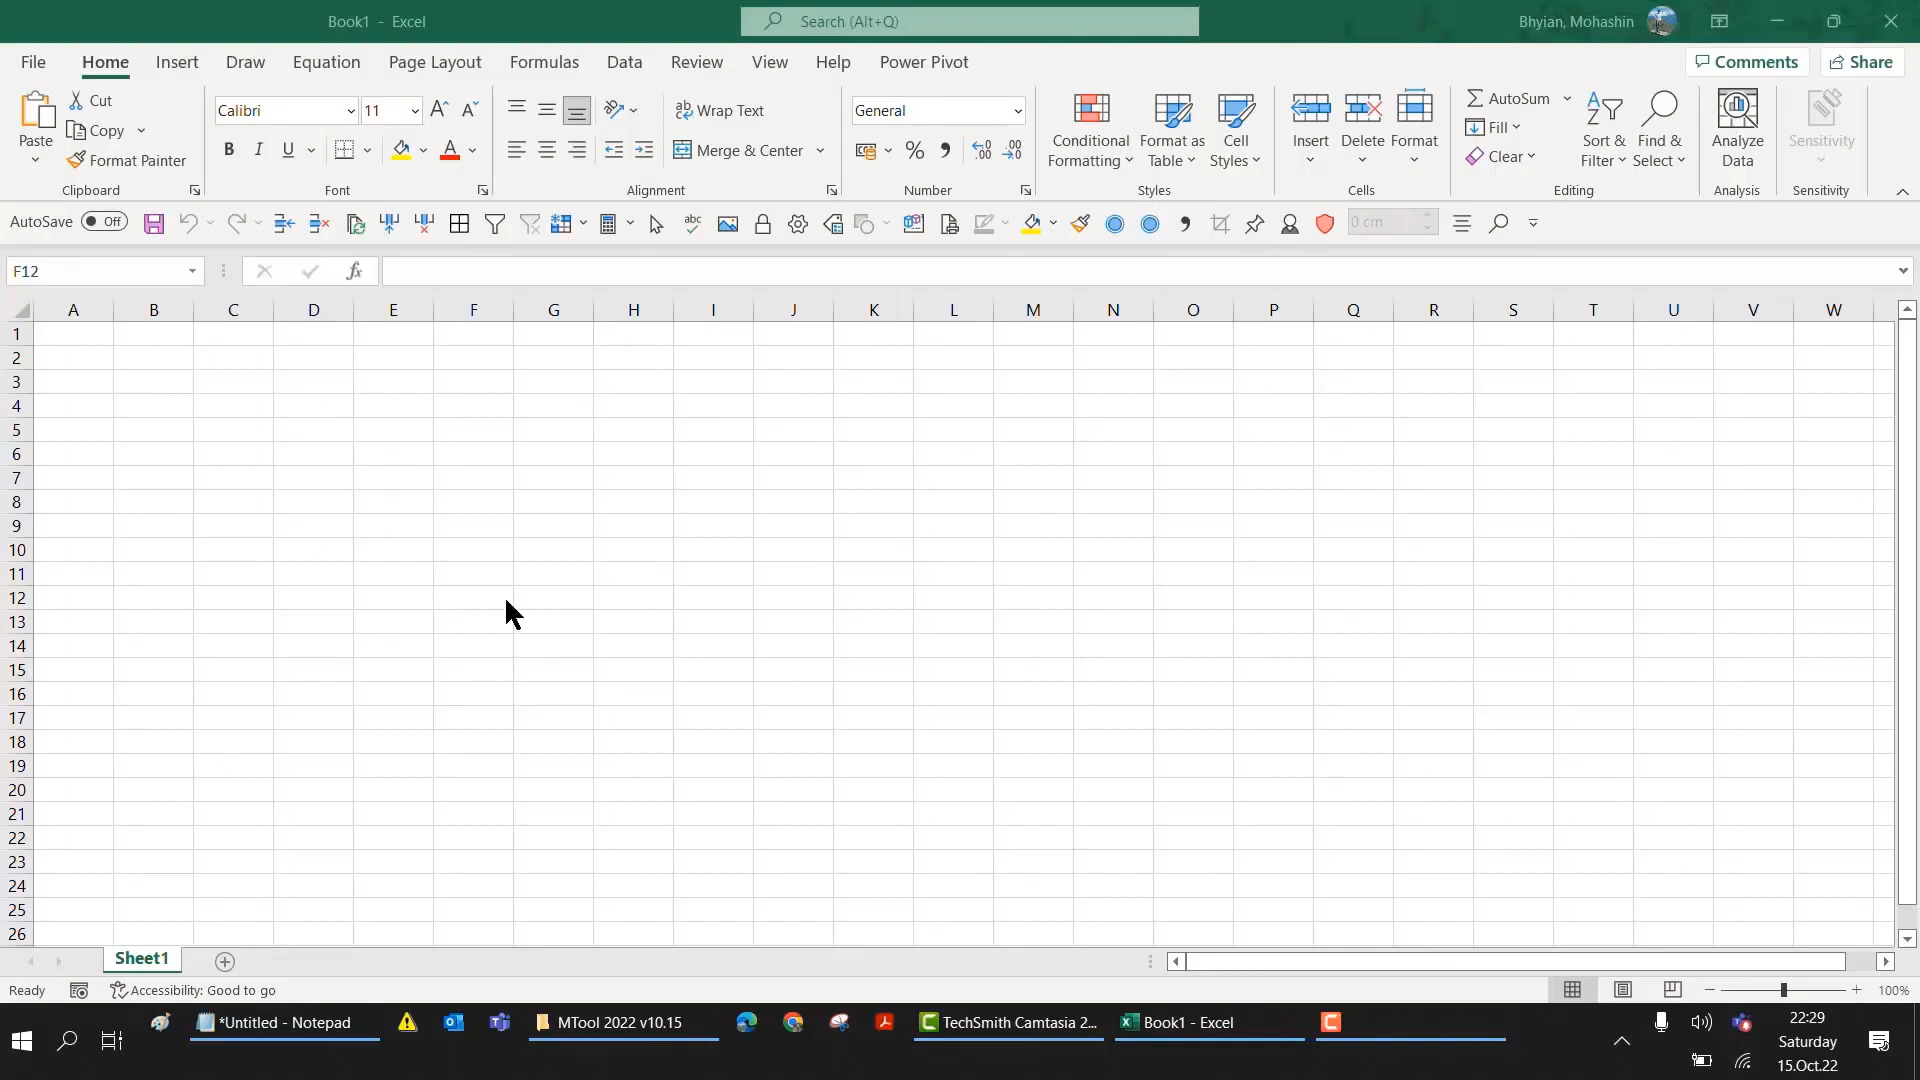 Book1 - Excel
Search (Alt+Q)
Bhyian, Mohashin
File Home Insert Draw Equation Page Layout Formulas Data Review View Help Power Pivot
Comments Share
Paste
Cut
Copy
Format Painter
Clipboard
Calibri 11
B I U
Font
Wrap Text
Merge & Center
Alignment
General
Number
Conditional Formatting
Format as Table
Cell Styles
Styles
Insert
Delete
Format
Cells
AutoSum
Fill
Clear
Sort & Filter
Find & Select
Editing
Analyze Data
Analysis
Sensitivity
Sensitivity
AutoSave Off
abc
0 cm
F12
fx
A B C D E F G H I J K L M N O P Q R S T U V W
1
2
3
4
5
6
7
8
9
10
11
12
13
14
15
16
17
18
19
20
21
22
23
24
25
26
Sheet1
Ready Accessibility: Good to go
100%
*Untitled - Notepad
MTool 2022 v10.15
TechSmith Camtasia 2...
Book1 - Excel
22:29
Saturday
15.Oct.22